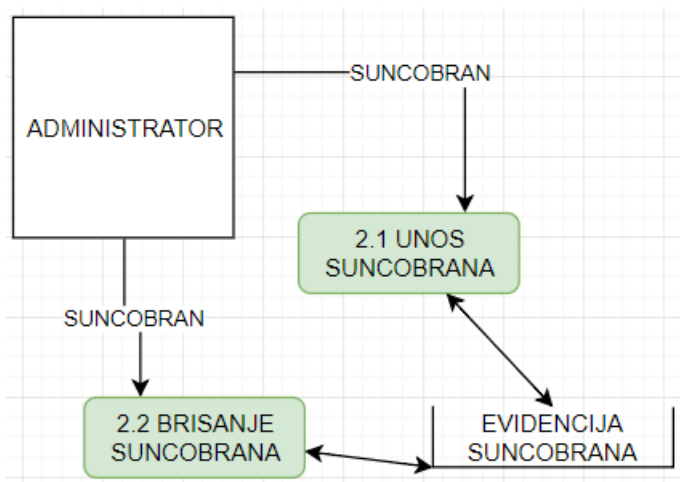 SUNCOBRAN
ADMINISTRATOR
2.1 UNOS
SUNCOBRANA
SUNCOBRAN
2.2 BRISANJE
SUNCOBRANA
EVIDENCIJA
SUNCOBRANA